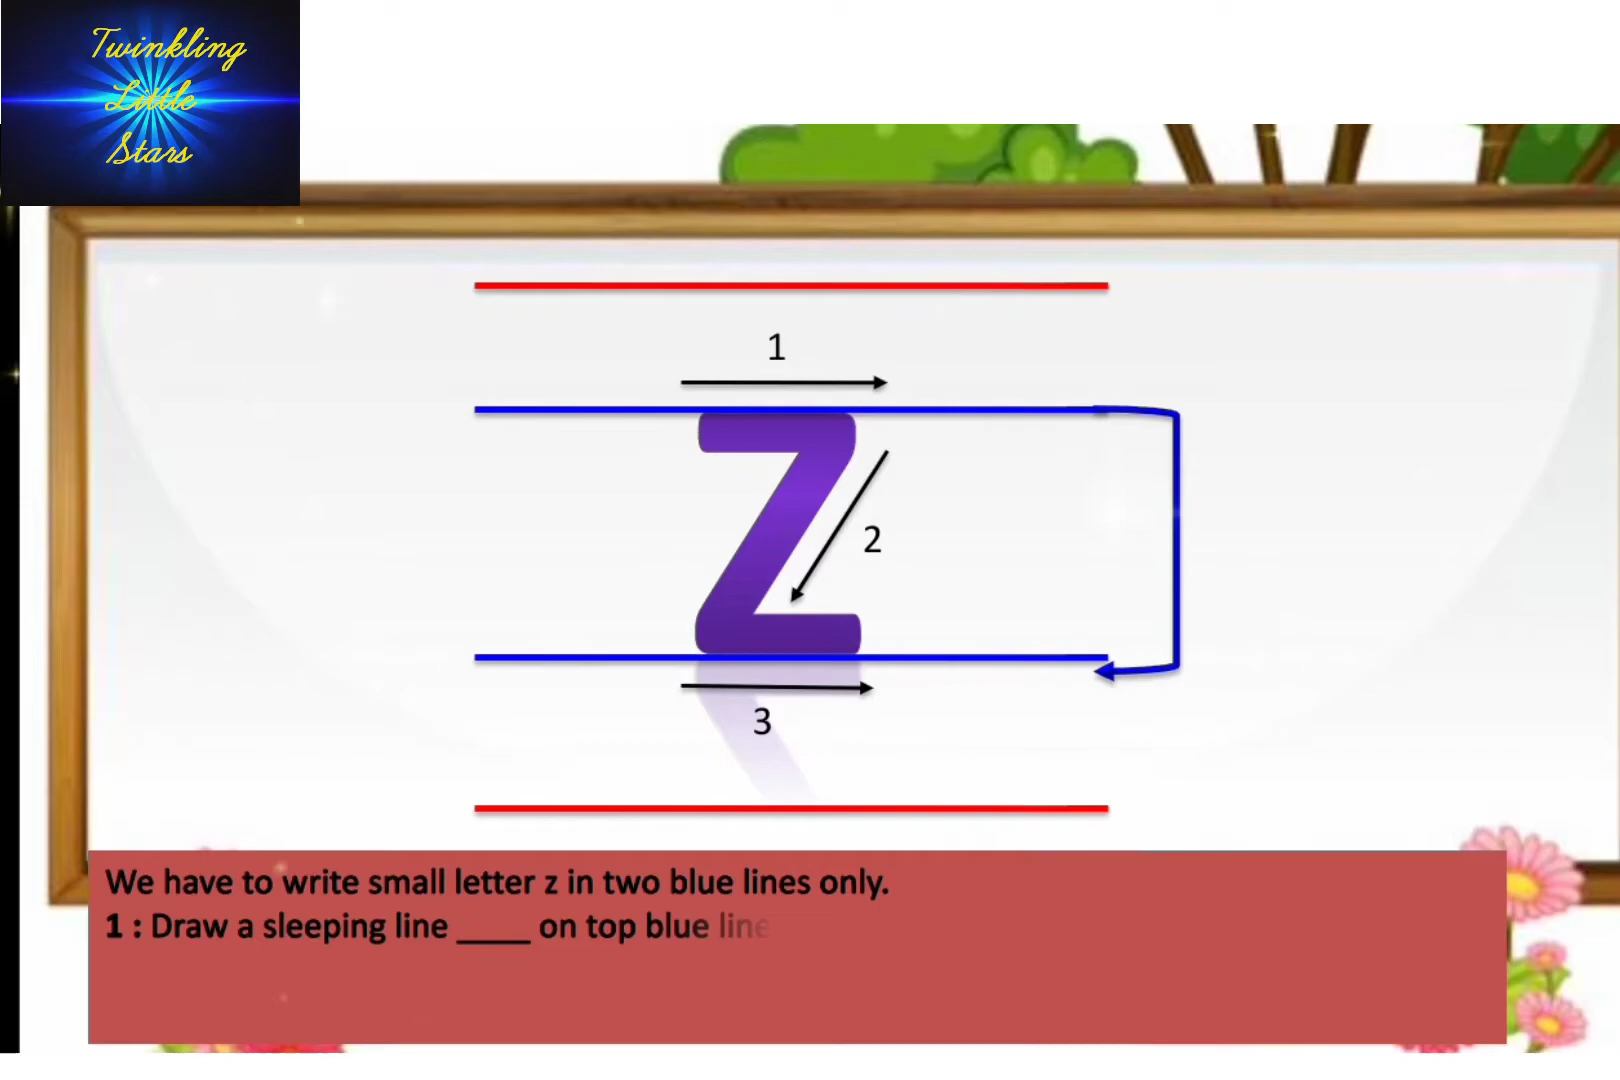 Twinkling
Little
Stars
1
z
2
3
We have to write small letter z in two blue lines only.
1 : Draw a sleeping line ____ on top blue line